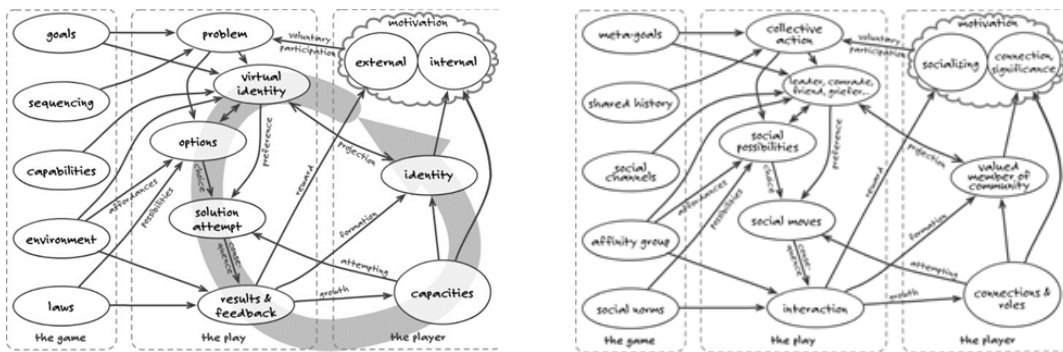 goals
problem
voluntary
participation
motivation
external
internal
virtual
identity
sequencing
options
preference
projection
capabilities
choice
reward
identity
affordances
possibilities
solution
attempt
formation
environment
conse-
quence
attempting
laws
results &
feedback
growth
capacities
the game
the play
the player
meta-goals
collective
action
voluntary
participation
motivation
socializing
connection,
significance
leader, comrade,
friend, griefer...
shared history
social
possibilities
preference
projection
social
channels
choice
reward
valued
member of
community
affordances
possibilities
social moves
formation
affinity group
conse-
quence
attempting
social norms
interaction
growth
connections &
roles
the game
the play
the player